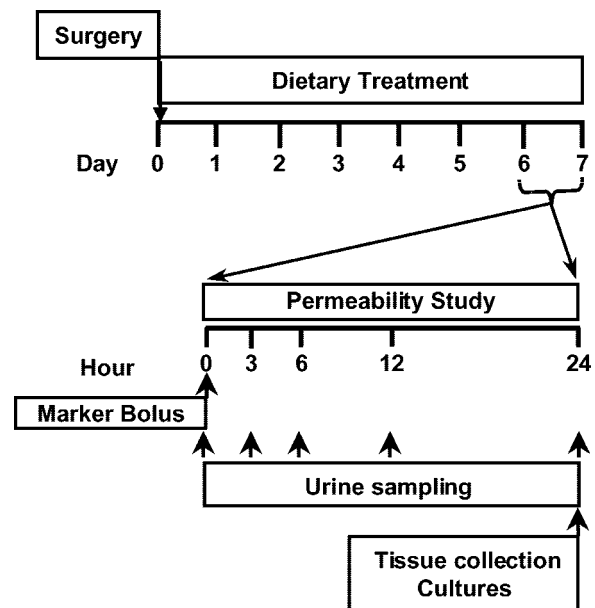 Surgery
Dietary Treatment
Day 0 1 2 3 4 5 6 7
Permeability Study
Hour 0 3 6 12 24
Marker Bolus
Urine sampling
Tissue collection
Cultures